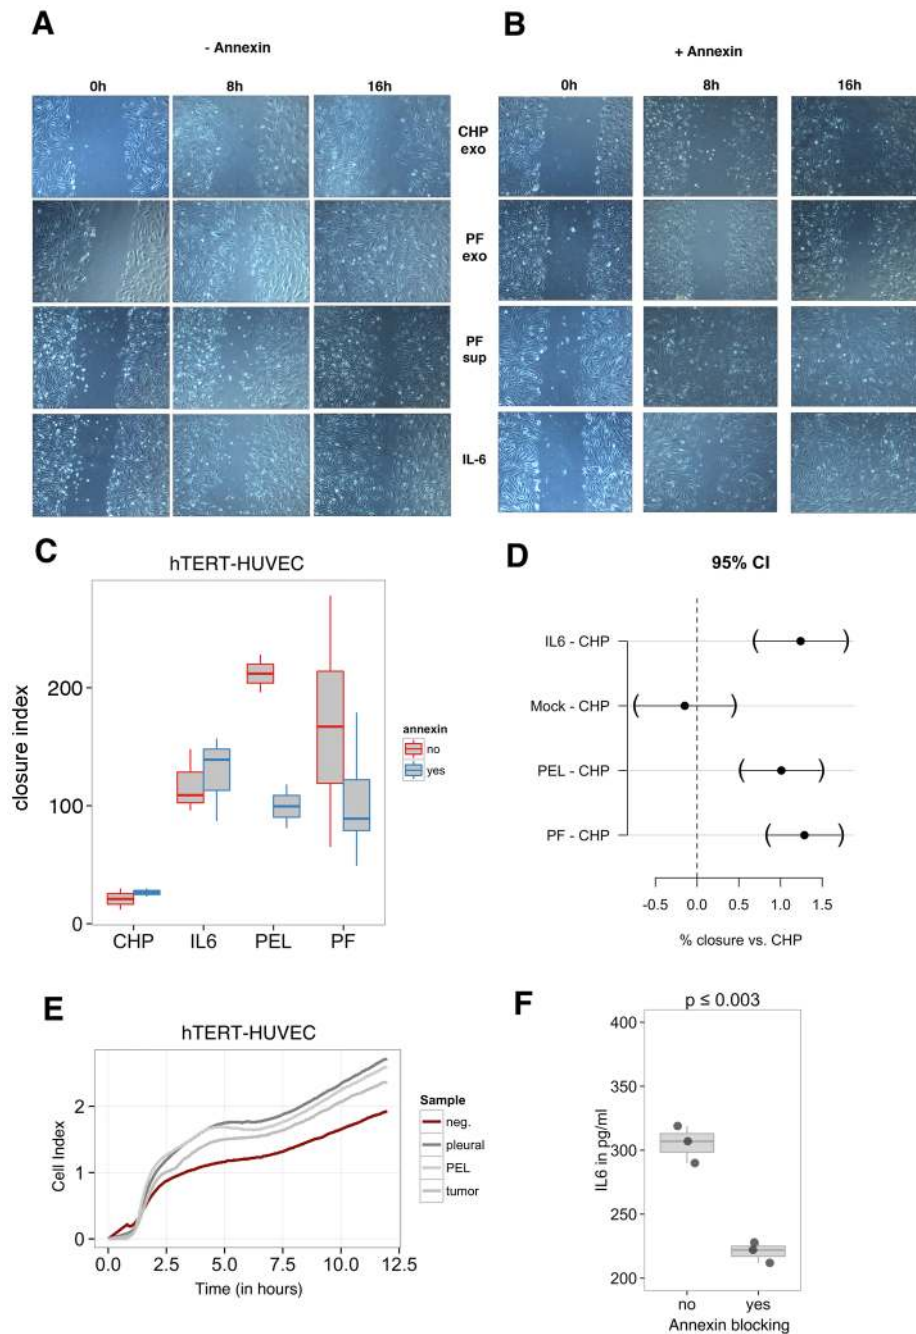 A
- Annexin
0h
8h
16h
B
+ Annexin
0h
8h
16h
CHP
exo
PF
exo
PF
sup
IL-6
C
hTERT-HUVEC
closure index
200
100
0
CHP
IL6
PEL
PF
annexin
no
yes
D
95% CI
IL6 - CHP
Mock - CHP
PEL - CHP
PF - CHP
-0.5
0.0
0.5
1.0
1.5
% closure vs. CHP
E
hTERT-HUVEC
Cell Index
2
1
0
0.0
2.5
5.0
7.5
10.0
12.5
Time (in hours)
Sample
neg.
pleural
PEL
tumor
F
p ≤ 0.003
IL6 in pg/ml
400
350
300
250
200
no
yes
Annexin blocking